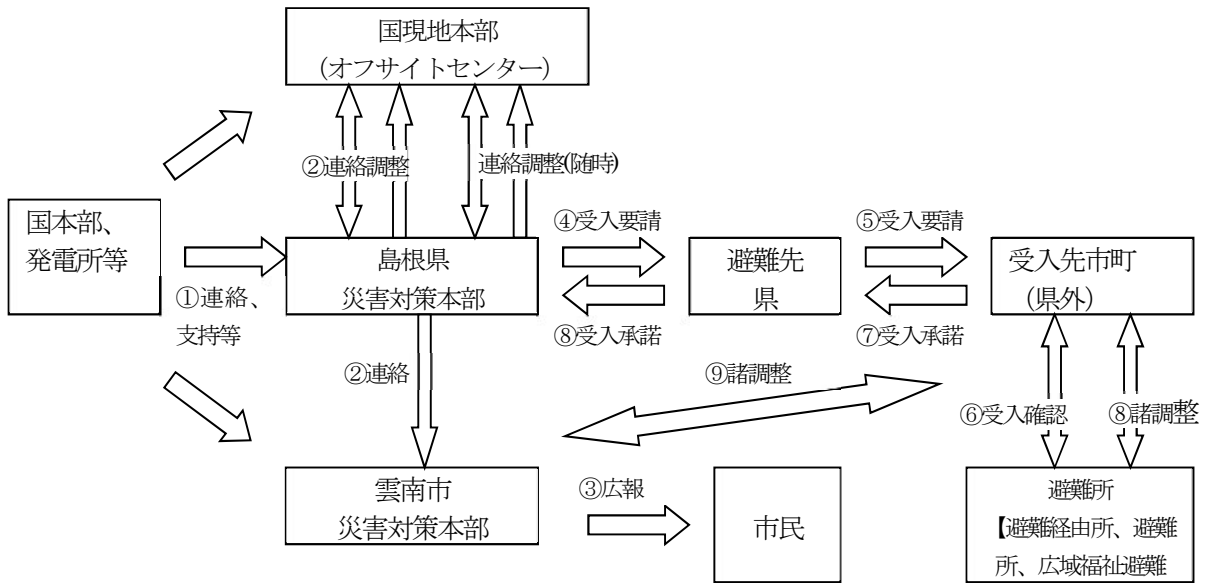 国現地本部
(オフサイトセンター)
②連絡調整
連絡調整(随時)
国本部、
発電所等
①連絡、
支持等
島根県
災害対策本部
④受入要請
⑧受入承諾
避難先
県
⑤受入要請
⑦受入承諾
受入先市町
(県外)
②連絡
⑨諸調整
⑥受入確認
⑧諸調整
雲南市
災害対策本部
③広報
市民
避難所
【避難経由所、避難
所、広域福祉避難